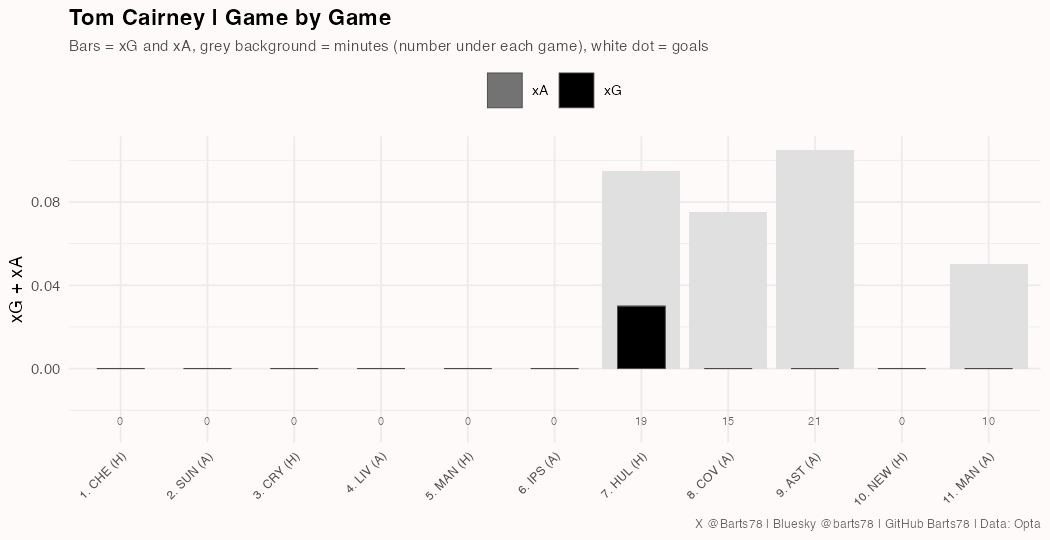 Tom Cairney | Game by Game
Bars = xG and xA, grey background = minutes (number under each game), white dot = goals
xA xG
xG + xA
0.08
0.04
0.00
0 0 0 0 0 0 19 15 21 0 10
1. CHE (H) 2. SUN (A) 3. CRY (H) 4. LIV (A) 5. MAN (H) 6. IPS (A) 7. HUL (H) 8. COV (A) 9. AST (A) 10. NEW (H) 11. MAN (A)
X @Barts78 | Bluesky @barts78 | GitHub Barts78 | Data: Opta